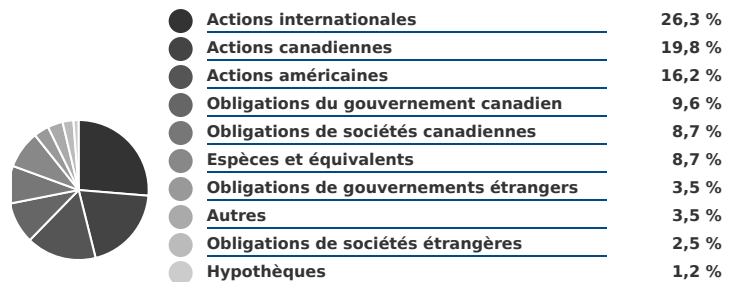 Actions internationales 26,3 %
Actions canadiennes 19,8 %
Actions américaines 16,2 %
Obligations du gouvernement canadien 9,6 %
Obligations de sociétés canadiennes 8,7 %
Espèces et équivalents 8,7 %
Obligations de gouvernements étrangers 3,5 %
Autres 3,5 %
Obligations de sociétés étrangères 2,5 %
Hypothèques 1,2 %